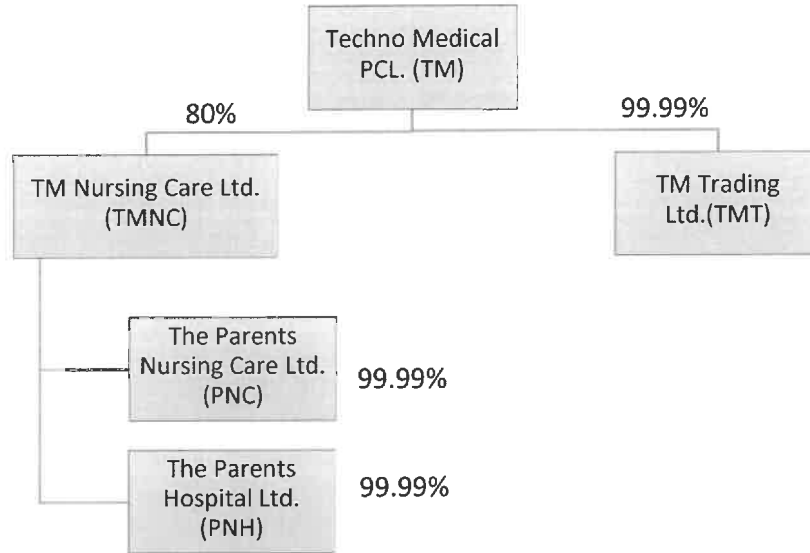 Techno Medical
PCL. (TM)
80%
99.99%
TM Nursing Care Ltd.
(TMNC)
TM Trading
Ltd.(TMT)
The Parents
Nursing Care Ltd.
(PNC)
99.99%
The Parents
Hospital Ltd.
(PNH)
99.99%